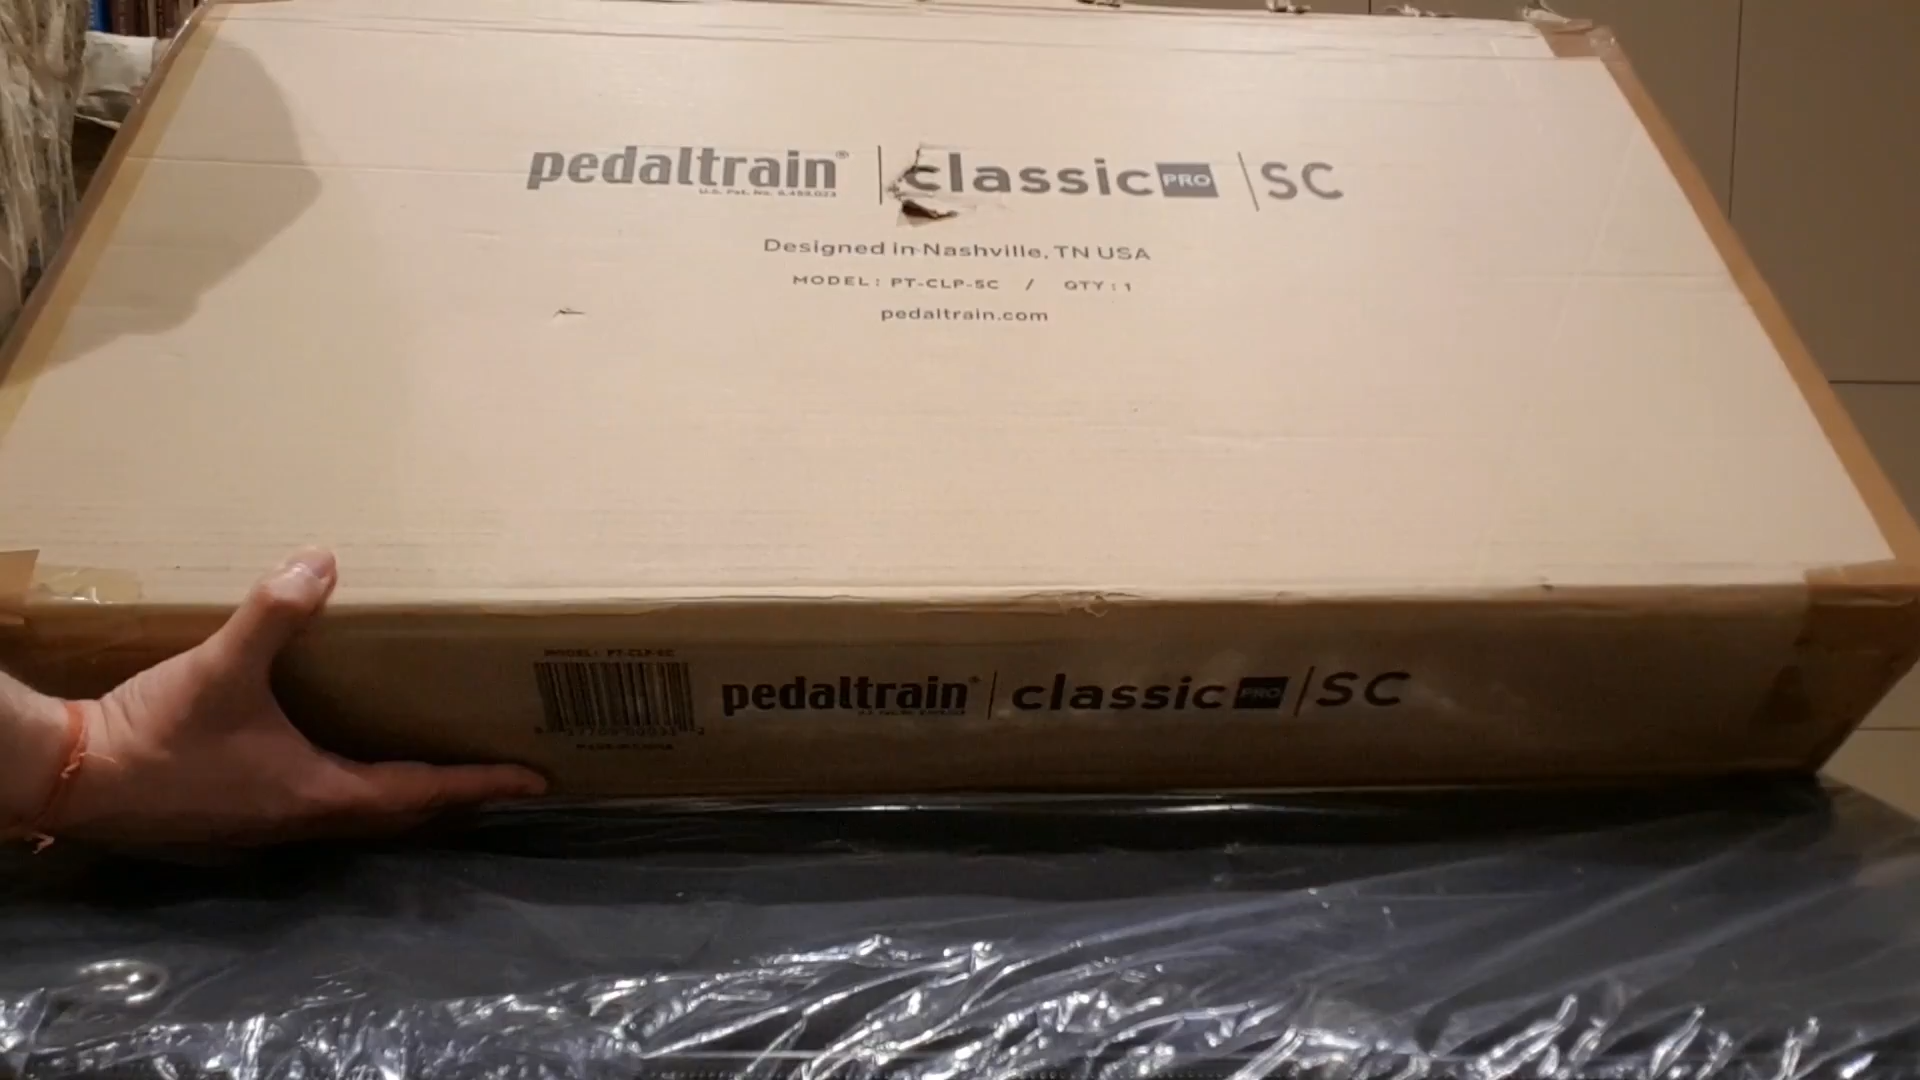 pedaltrain® | classic PRO | SC
Designed in Nashville, TN USA
MODEL: PT-CLP-SC / QTY: 1
pedaltrain.com
MODEL: PT-CLP-SC
pedaltrain® | classic PRO | SC